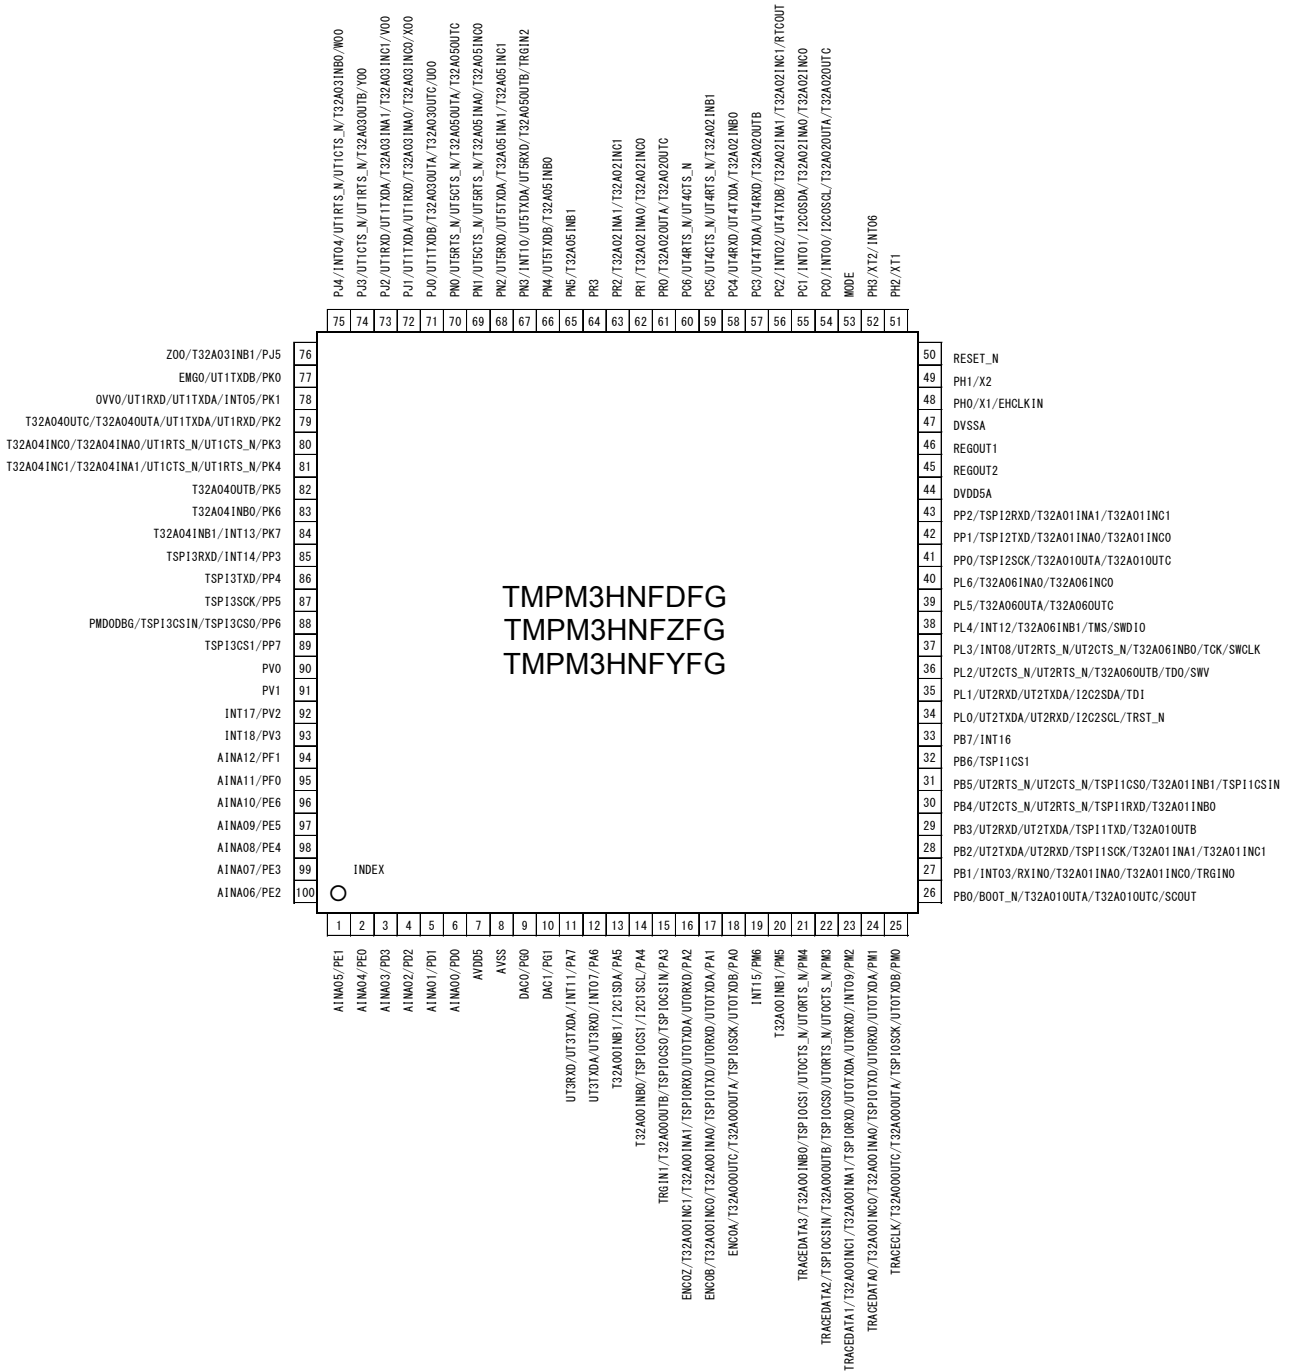 PJ4/INT04/UT1RTS_N/UT1CTS_N/T32A03INB0/WO0
PJ3/UT1CTS_N/UT1RTS_N/T32A03OUTB/YO0
PJ2/UT1RXD/UT1TXDA/T32A03INA1/T32A03INC1/VO0
PJ1/UT1TXDA/UT1RXD/T32A03INA0/T32A03INC0/XO0
PJ0/UT1TXDB/T32A03OUTA/T32A03OUTC/UO0
PN0/UT5RTS_N/UT5CTS_N/T32A05OUTA/T32A05OUTC
PN1/UT5CTS_N/UT5RTS_N/T32A05INA0/T32A05INC0
PN2/UT5RXD/UT5TXDA/T32A05INA1/T32A05INC1
PN3/INT10/UT5TXDA/UT5RXD/T32A05OUTB/TRGIN2
PN4/UT5TXDB/T32A05INB0
PN5/T32A05INB1
PR3
PR2/T32A02INA1/T32A02INC1
PR1/T32A02INA0/T32A02INC0
PR0/T32A02OUTA/T32A02OUTC
PC6/UT4RTS_N/UT4CTS_N
PC5/UT4CTS_N/UT4RTS_N/T32A02INB1
PC4/UT4RXD/UT4TXDA/T32A02INB0
PC3/UT4TXDA/UT4RXD/T32A02OUTB
PC2/INT02/UT4TXDB/T32A02INA1/T32A02INC1/RTCOUT
PC1/INT01/I2C0SDA/T32A02INA0/T32A02INC0
PC0/INT00/I2C0SCL/T32A02OUTA/T32A02OUTC
MODE
PH3/XT2/INT06
PH2/XT1
75 74 73 72 71 70 69 68 67 66 65 64 63 62 61 60 59 58 57 56 55 54 53 52 51
ZO0/T32A03INB1/PJ5 76
EMG0/UT1TXDB/PK0 77
OVV0/UT1RXD/UT1TXDA/INT05/PK1 78
T32A04OUTC/T32A04OUTA/UT1TXDA/UT1RXD/PK2 79
T32A04INC0/T32A04INA0/UT1RTS_N/UT1CTS_N/PK3 80
T32A04INC1/T32A04INA1/UT1CTS_N/UT1RTS_N/PK4 81
T32A04OUTB/PK5 82
T32A04INB0/PK6 83
T32A04INB1/INT13/PK7 84
TSPI3RXD/INT14/PP3 85
TSPI3TXD/PP4 86
TSPI3SCK/PP5 87
PMD0DBG/TSPI3CSIN/TSPI3CS0/PP6 88
TSPI3CS1/PP7 89
PV0 90
PV1 91
INT17/PV2 92
INT18/PV3 93
AINA12/PF1 94
AINA11/PF0 95
AINA10/PE6 96
AINA09/PE5 97
AINA08/PE4 98
AINA07/PE3 99
AINA06/PE2 100
TMPM3HNFDFG
TMPM3HNFZFG
TMPM3HNFYFG
INDEX
50 RESET_N
49 PH1/X2
48 PH0/X1/EHCLKIN
47 DVSSA
46 REGOUT1
45 REGOUT2
44 DVDD5A
43 PP2/TSPI2RXD/T32A01INA1/T32A01INC1
42 PP1/TSPI2TXD/T32A01INA0/T32A01INC0
41 PP0/TSPI2SCK/T32A01OUTA/T32A01OUTC
40 PL6/T32A06INA0/T32A06INC0
39 PL5/T32A06OUTA/T32A06OUTC
38 PL4/INT12/T32A06INB1/TMS/SWDIO
37 PL3/INT08/UT2RTS_N/UT2CTS_N/T32A06INB0/TCK/SWCLK
36 PL2/UT2CTS_N/UT2RTS_N/T32A06OUTB/TDO/SWV
35 PL1/UT2RXD/UT2TXDA/I2C2SDA/TDI
34 PL0/UT2TXDA/UT2RXD/I2C2SCL/TRST_N
33 PB7/INT16
32 PB6/TSPI1CS1
31 PB5/UT2RTS_N/UT2CTS_N/TSPI1CS0/T32A01INB1/TSPI1CSIN
30 PB4/UT2CTS_N/UT2RTS_N/TSPI1RXD/T32A01INB0
29 PB3/UT2RXD/UT2TXDA/TSPI1TXD/T32A01OUTB
28 PB2/UT2TXDA/UT2RXD/TSPI1SCK/T32A01INA1/T32A01INC1
27 PB1/INT03/RXIN0/T32A01INA0/T32A01INC0/TRGIN0
26 PB0/BOOT_N/T32A01OUTA/T32A01OUTC/SCOUT
1 2 3 4 5 6 7 8 9 10 11 12 13 14 15 16 17 18 19 20 21 22 23 24 25
AINA05/PE1
AINA04/PE0
AINA03/PD3
AINA02/PD2
AINA01/PD1
AINA00/PD0
AVDD5
AVSS
DAC0/PG0
DAC1/PG1
UT3RXD/UT3TXDA/INT11/PA7
UT3TXDA/UT3RXD/INT07/PA6
T32A00INB1/I2C1SDA/PA5
T32A00INB0/TSPI0CS1/I2C1SCL/PA4
TRGIN1/T32A00OUTB/TSPI0CS0/TSPI0CSIN/PA3
ENC0Z/T32A00INC1/T32A00INA1/TSPI0RXD/UT0TXDA/UT0RXD/PA2
ENC0B/T32A00INC0/T32A00INA0/TSPI0TXD/UT0RXD/UT0TXDA/PA1
ENC0A/T32A00OUTC/T32A00OUTA/TSPI0SCK/UT0TXDB/PA0
INT15/PM6
T32A00INB1/PM5
TRACEDATA3/T32A00INB0/TSPI0CS1/UT0CTS_N/UT0RTS_N/PM4
TRACEDATA2/TSPI0CSIN/T32A00OUTB/TSPI0CS0/UT0RTS_N/UT0CTS_N/PM3
TRACEDATA1/T32A00INC1/T32A00INA1/TSPI0RXD/UT0TXDA/UT0RXD/INT09/PM2
TRACEDATA0/T32A00INC0/T32A00INA0/TSPI0TXD/UT0RXD/UT0TXDA/PM1
TRACECLK/T32A00OUTC/T32A00OUTA/TSPI0SCK/UT0TXDB/PM0